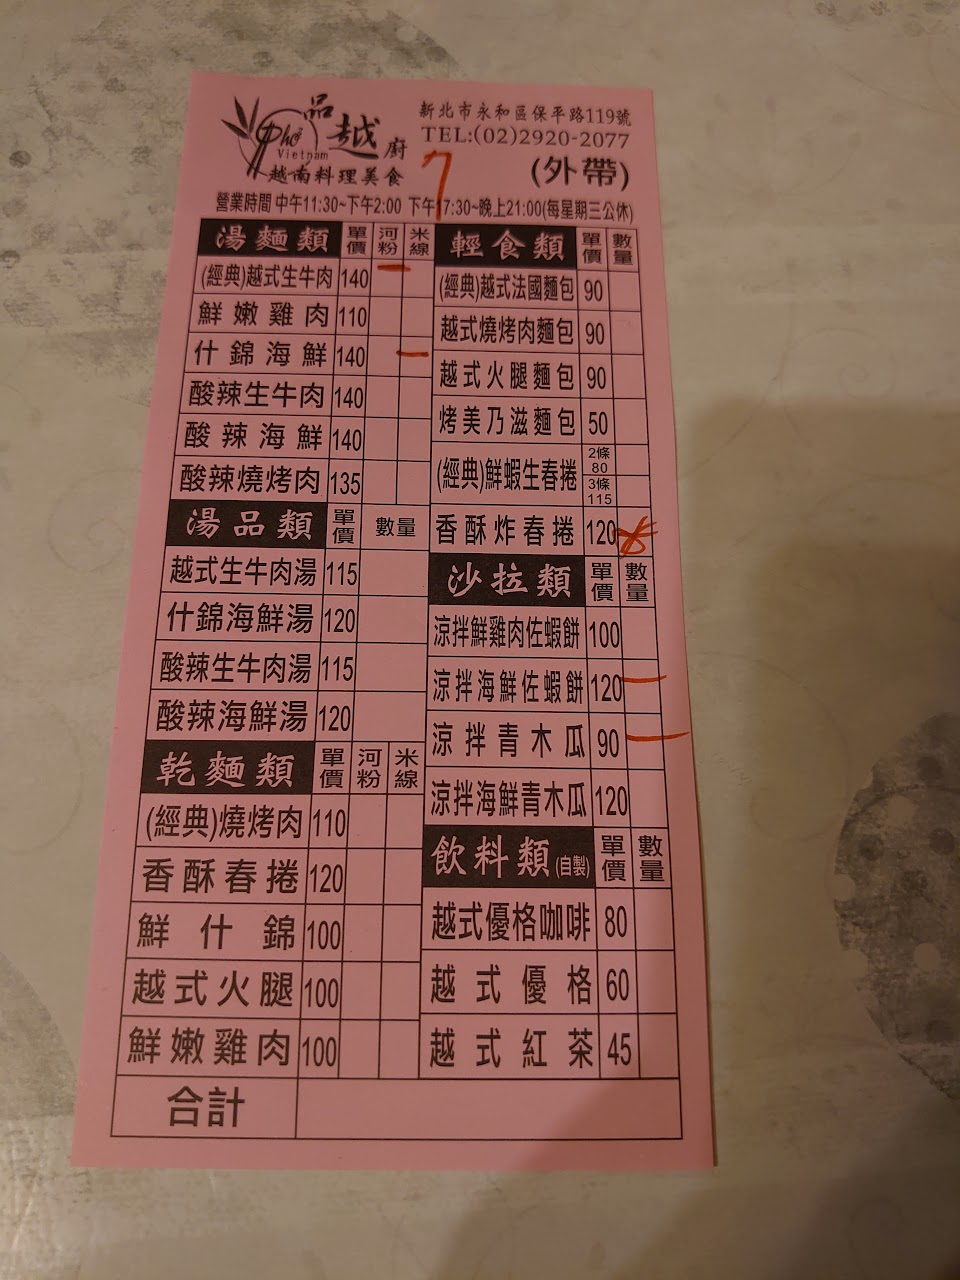 品越廚
Phở
Vietnam
越南料理美食
新北市永和區保平路119號
TEL:(02)2920-2077
(外帶)
7
營業時間 中午11:30~下午2:00 下午17:30~晚上21:00(每星期三公休)
湯麵類 單價 河粉 米線
(經典)越式生牛肉 140 一
鮮嫩雞肉 110
什錦海鮮 140 一
酸辣生牛肉 140
酸辣海鮮 140
酸辣燒烤肉 135
湯品類 單價 數量
越式生牛肉湯 115
什錦海鮮湯 120
酸辣生牛肉湯 115
酸辣海鮮湯 120
乾麵類 單價 河粉 米線
(經典)燒烤肉 110
香酥春捲 120
鮮什錦 100
越式火腿 100
鮮嫩雞肉 100
合計
輕食類 單價 數量
(經典)越式法國麵包 90
越式燒烤肉麵包 90
越式火腿麵包 90
烤美乃滋麵包 50
(經典)鮮蝦生春捲 2條 80
3條 115
香酥炸春捲 120
沙拉類 單價 數量
涼拌鮮雞肉佐蝦餅 100
涼拌海鮮佐蝦餅 120 一
涼拌青木瓜 90 一
涼拌海鮮青木瓜 120
飲料類(自製) 單價 數量
越式優格咖啡 80
越式優格 60
越式紅茶 45